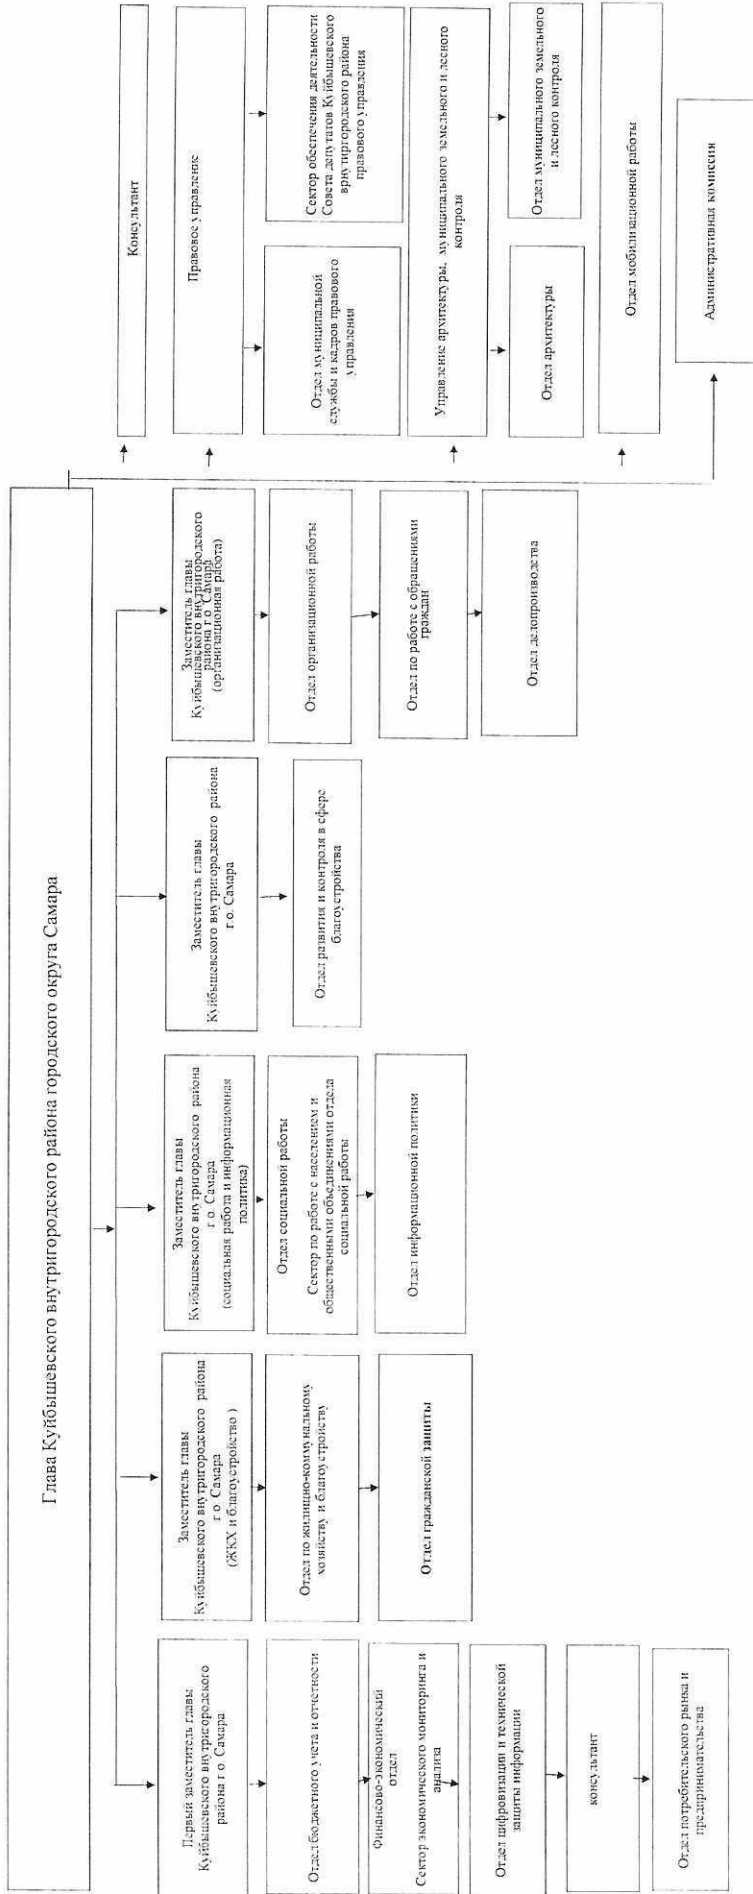 Глава Куйбышевского внутригородского района городского округа Самара
Первый заместитель главы
Куйбышевского внутригородского
района г о Самара
Отдел бюджетного учета и отчетности
Финансово-экономический
отдел
Сектор экономического мониторинга и
анализа
Отдел цифровизации и технической
защиты информации
консультант
Отдел потребительского рынка и
предпринимательства
Заместитель главы
Куйбышевского внутригородского района
г о Самара
(ЖКХ и благоустройство )
Отдел по жилищно-коммунальному
хозяйству и благоустройству
Отдел гражданской защиты
Заместитель главы
Куйбышевского внутригородского района
г о Самара
(социальная работа и информационная
политика)
Отдел социальной работы
Сектор по работе с населением и
общественными объединениями отдела
социальной работы
Отдел информационной политики
Заместитель главы
Куйбышевского внутригородского района
г.о. Самара
Отдел развития и контроля в сфере
благоустройства
Заместитель главы
Куйбышевского внутригородского
района г о Самара
(организационная работа)
Отдел организационной работы
Отдел по работе с обращениями
граждан
Отдел делопроизводства
Консультант
Правовое управление
Отдел муниципальной
службы и кадров правового
управления
Сектор обеспечения деятельности
Совета депутатов Куйбышевского
врнутиргородского района
правового управления
Управление архитектуры, муниципального земельного и лесного
контроля
Отдел архитектуры
Отдел муниципального земельного
и лесного контроля
Отдел мобилизационной работы
Административная комиссия